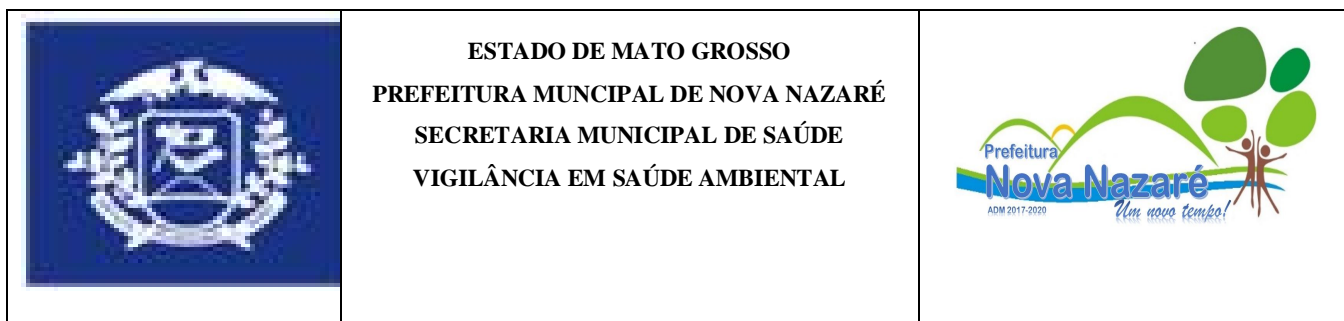 ESTADO DE MATO GROSSO
PREFEITURA MUNCIPAL DE NOVA NAZARÉ
SECRETARIA MUNICIPAL DE SAÚDE
VIGILÂNCIA EM SAÚDE AMBIENTAL
Prefeitura
Nova Nazaré
ADM 2017-2020
Um novo tempo!